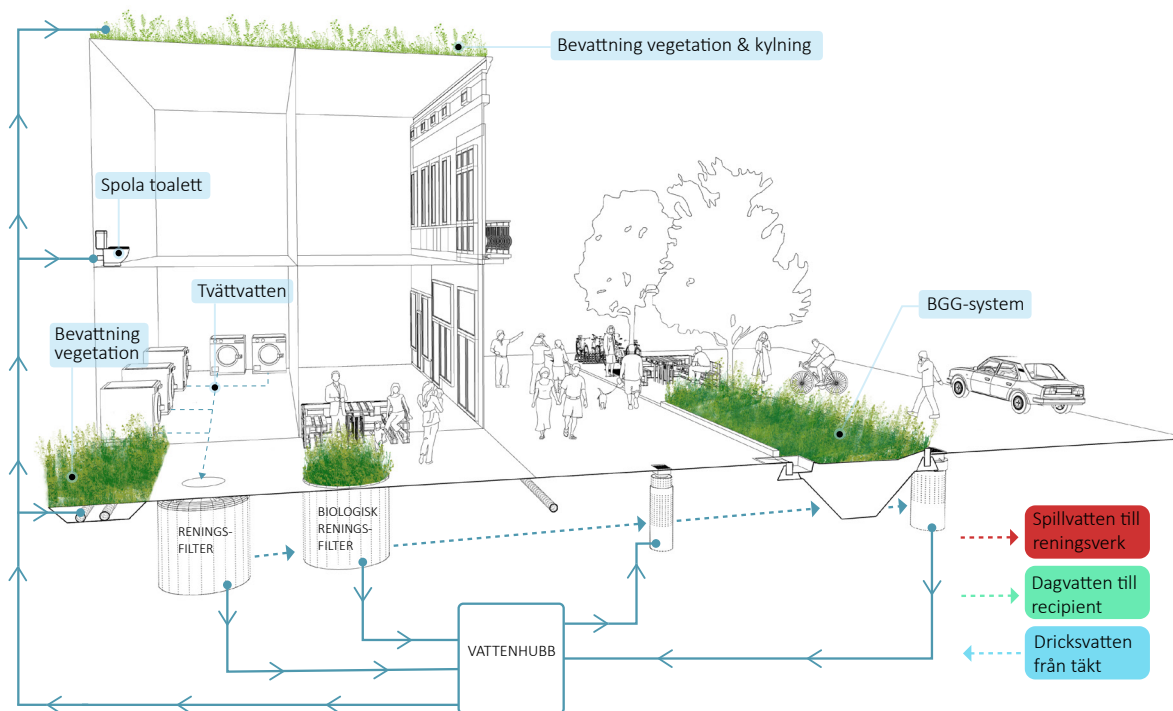 Bevattning vegetation & kylning
Spola toalett
Tvättvatten
Bevattning
vegetation
BGG-system
RENINGS-
FILTER
BIOLOGISK
RENINGS-
FILTER
VATTENHUBB
Spillvatten till
reningsverk
Dagvatten till
recipient
Dricksvatten
från täkt